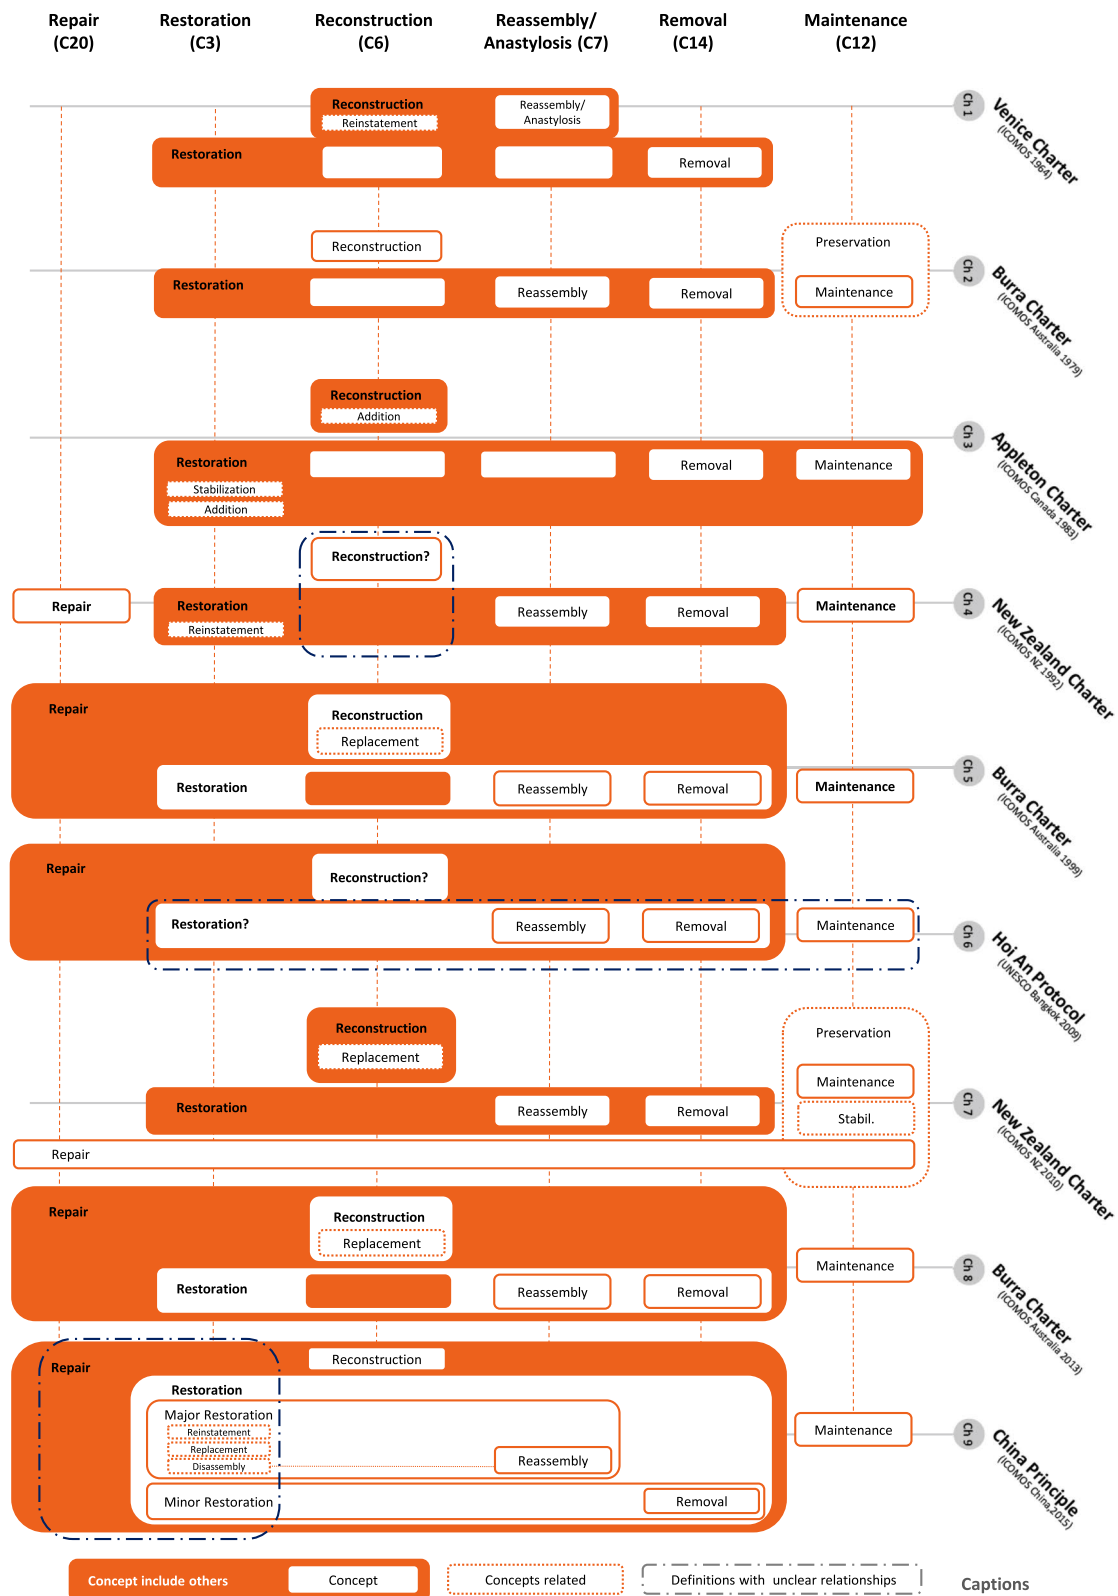 Repair
(C20)
Restoration
(C3)
Reconstruction
(C6)
Reassembly/
Anastylosis (C7)
Removal
(C14)
Maintenance
(C12)
Reconstruction
Reinstatement
Reassembly/
Anastylosis
Restoration
Removal
Ch 1
Venice Charter
(ICOMOS 1964)
Reconstruction
Preservation
Restoration
Reassembly
Removal
Maintenance
Ch 2
Burra Charter
(ICOMOS Australia 1979)
Reconstruction
Addition
Restoration
Stabilization
Addition
Removal
Maintenance
Ch 3
Appleton Charter
(ICOMOS Canada 1983)
Reconstruction?
Repair
Restoration
Reinstatement
Reassembly
Removal
Maintenance
Ch 4
New Zealand Charter
(ICOMOS NZ 1992)
Repair
Reconstruction
Replacement
Restoration
Reassembly
Removal
Maintenance
Ch 5
Burra Charter
(ICOMOS Australia 1999)
Repair
Reconstruction?
Restoration?
Reassembly
Removal
Maintenance
Ch 6
Hoi An Protocol
(UNESCO Bangkok 2009)
Reconstruction
Replacement
Preservation
Maintenance
Stabil.
Restoration
Reassembly
Removal
Repair
Ch 7
New Zealand Charter
(ICOMOS NZ 2010)
Repair
Reconstruction
Replacement
Restoration
Reassembly
Removal
Maintenance
Ch 8
Burra Charter
(ICOMOS Australia 2013)
Repair
Reconstruction
Restoration
Major Restoration
Reinstatement
Replacement
Disassembly
Reassembly
Minor Restoration
Removal
Maintenance
Ch 9
China Principle
(ICOMOS China,2015)
Concept include others
Concept
Concepts related
Definitions with unclear relationships
Captions